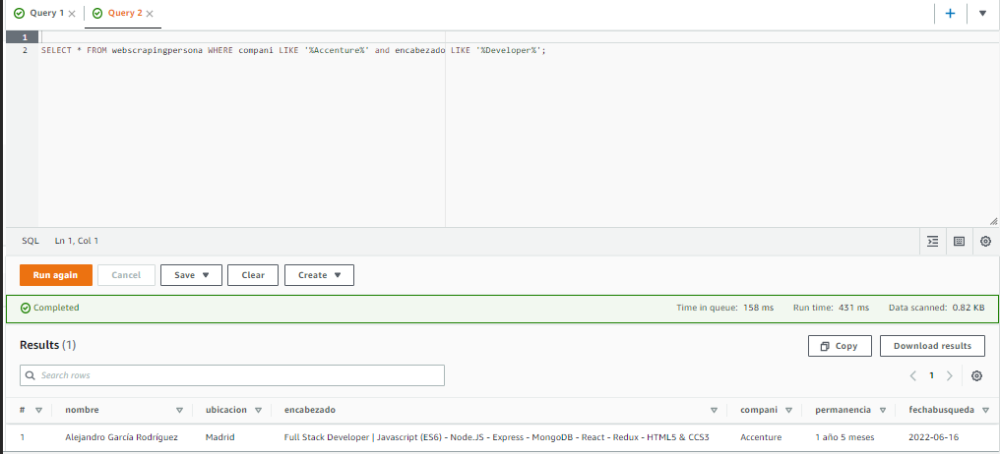 Query 1
Query 2
1
2 SELECT * FROM webscrapingpersona WHERE compani LIKE '%Accenture%' and encabezado LIKE '%Developer%';
SQL Ln 1, Col 1
Run again Cancel Save Clear Create
Completed Time in queue: 158 ms Run time: 431 ms Data scanned: 0.82 KB
Results (1) Copy Download results
Search rows 1
# nombre ubicacion encabezado compani permanencia fechabusqueda
1 Alejandro García Rodríguez Madrid Full Stack Developer | Javascript (ES6) - Node.JS - Express - MongoDB - React - Redux - HTML5 & CCS3 Accenture 1 año 5 meses 2022-06-16